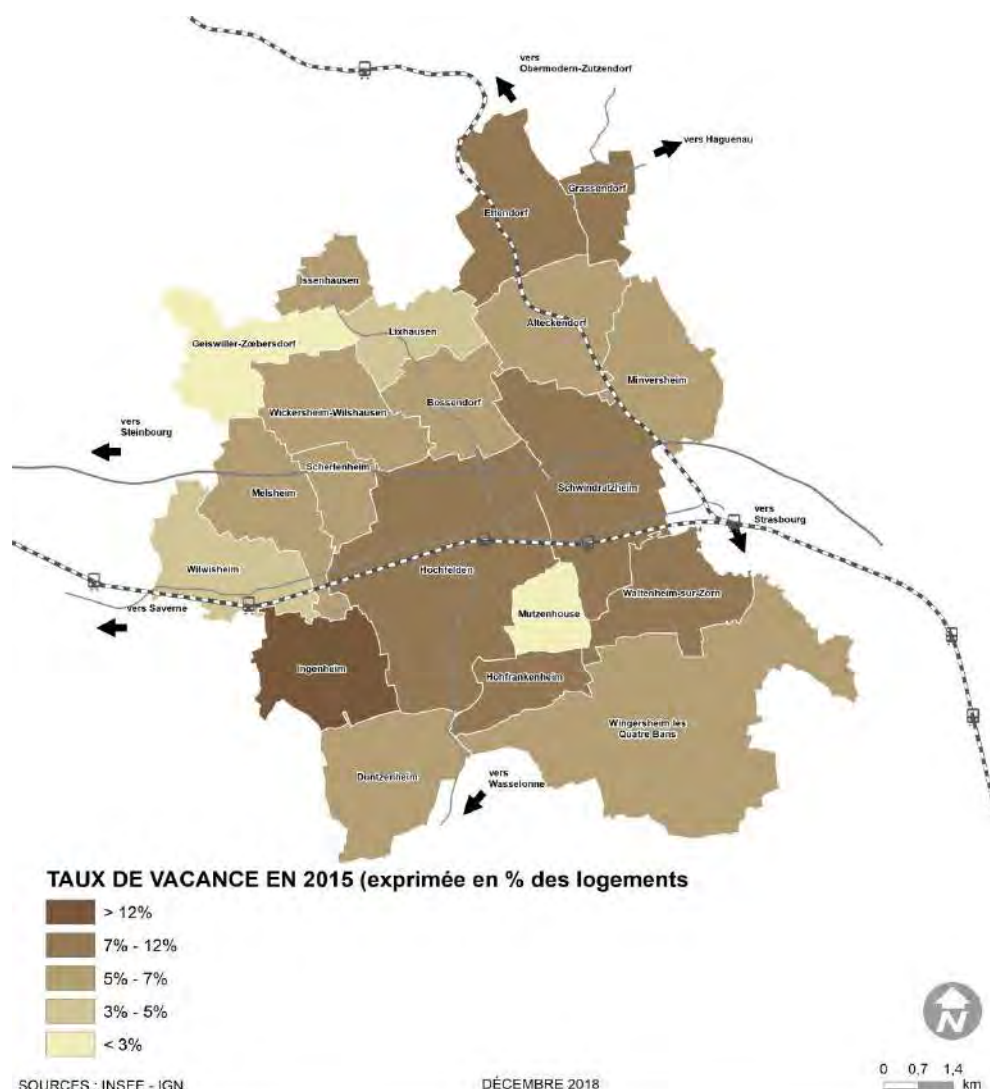 vers
Obermodern-Zutzendorf
vers Haguenau
Grassendorf
Ettendorf
Issenhausen
Lixhausen
Alteckendorf
Geiswiller-Zœbersdorf
Minversheim
Bossendorf
Wickersheim-Wilshausen
vers
Steinbourg
Scherlenheim
Schwindratzheim
Melsheim
vers
Strasbourg
Wilwisheim
Hochfelden
Waltenheim-sur-Zorn
vers Saverne
Mutzenhouse
Ingenheim
Hohfrankenheim
Wingersheim les
Quatre Bans
Duntzenheim
vers
Wasselonne
TAUX DE VACANCE EN 2015 (exprimée en % des logements
> 12%
7% - 12%
5% - 7%
3% - 5%
< 3%
N
0 0,7 1,4
km
SOURCES : INSEE - IGN
DÉCEMBRE 2018